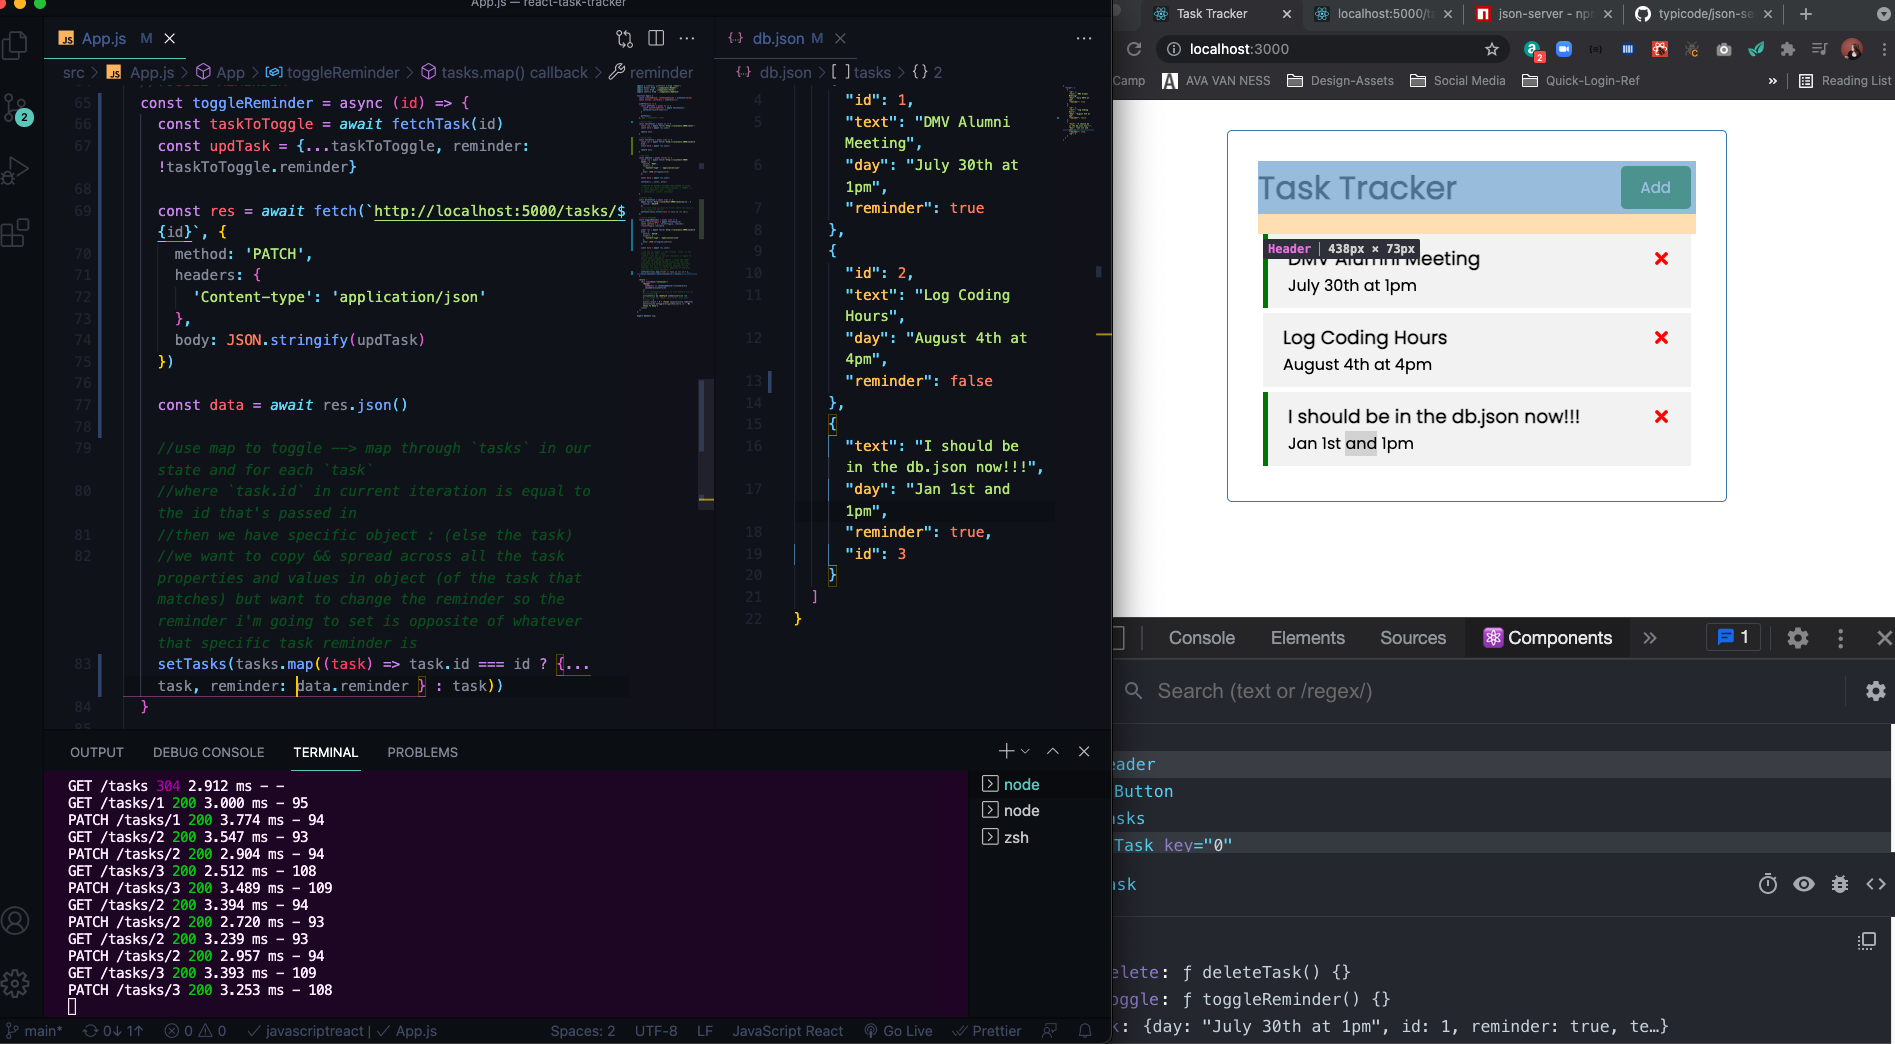 App.js — react-task-tracker
JS App.js M
src > JS App.js > App > toggleReminder > tasks.map() callback > reminder
65 const toggleReminder = async (id) => {
66 const taskToToggle = await fetchTask(id)
67 const updTask = {...taskToToggle, reminder:
!taskToToggle.reminder}
68
69 const res = await fetch(`http://localhost:5000/tasks/$
{id}`, {
70 method: 'PATCH',
71 headers: {
72 'Content-type': 'application/json'
73 },
74 body: JSON.stringify(updTask)
75 })
76
77 const data = await res.json()
78
79 //use map to toggle ——> map through `tasks` in our
state and for each `task`
80 //where `task.id` in current iteration is equal to
the id that's passed in
81 //then we have specific object : (else the task)
82 //we want to copy && spread across all the task
properties and values in object (of the task that
matches) but want to change the reminder so the
reminder i'm going to set is opposite of whatever
that specific task reminder is
83 setTasks(tasks.map((task) => task.id === id ? {...
task, reminder: data.reminder } : task))
84 }
85
{..} db.json M
{..} db.json > [ ] tasks > {} 2
4 "id": 1,
5 "text": "DMV Alumni
Meeting",
6 "day": "July 30th at
1pm",
7 "reminder": true
8 },
9 {
10 "id": 2,
11 "text": "Log Coding
Hours",
12 "day": "August 4th at
4pm",
13 "reminder": false
14 },
15 {
16 "text": "I should be
in the db.json now!!!",
17 "day": "Jan 1st and
1pm",
18 "reminder": true,
19 "id": 3
20 }
21 ]
22 }
OUTPUT DEBUG CONSOLE TERMINAL PROBLEMS
GET /tasks 304 2.912 ms - -
GET /tasks/1 200 3.000 ms - 95
PATCH /tasks/1 200 3.774 ms - 94
GET /tasks/2 200 3.547 ms - 93
PATCH /tasks/2 200 2.904 ms - 94
GET /tasks/3 200 2.512 ms - 108
PATCH /tasks/3 200 3.489 ms - 109
GET /tasks/2 200 3.394 ms - 94
PATCH /tasks/2 200 2.720 ms - 93
GET /tasks/2 200 3.239 ms - 93
PATCH /tasks/2 200 2.957 ms - 94
GET /tasks/3 200 3.393 ms - 109
PATCH /tasks/3 200 3.253 ms - 108
node
node
zsh
2
main* 0↓ 1↑ 0 0 javascriptreact | App.js Spaces: 2 UTF-8 LF JavaScript React Go Live Prettier
Task Tracker localhost:5000/ta json-server - npm typicode/json-se
localhost:3000
2
Camp AVA VAN NESS Design-Assets Social Media Quick-Login-Ref » Reading List
Task Tracker Add
Header | 438px × 73px
DMV Alumni Meeting
July 30th at 1pm
Log Coding Hours
August 4th at 4pm
I should be in the db.json now!!!
Jan 1st and 1pm
Console Elements Sources Components » 1
Search (text or /regex/)
eader
Button
asks
Task key="0"
ask
elete: ƒ deleteTask() {}
oggle: ƒ toggleReminder() {}
k: {day: "July 30th at 1pm", id: 1, reminder: true, te…}